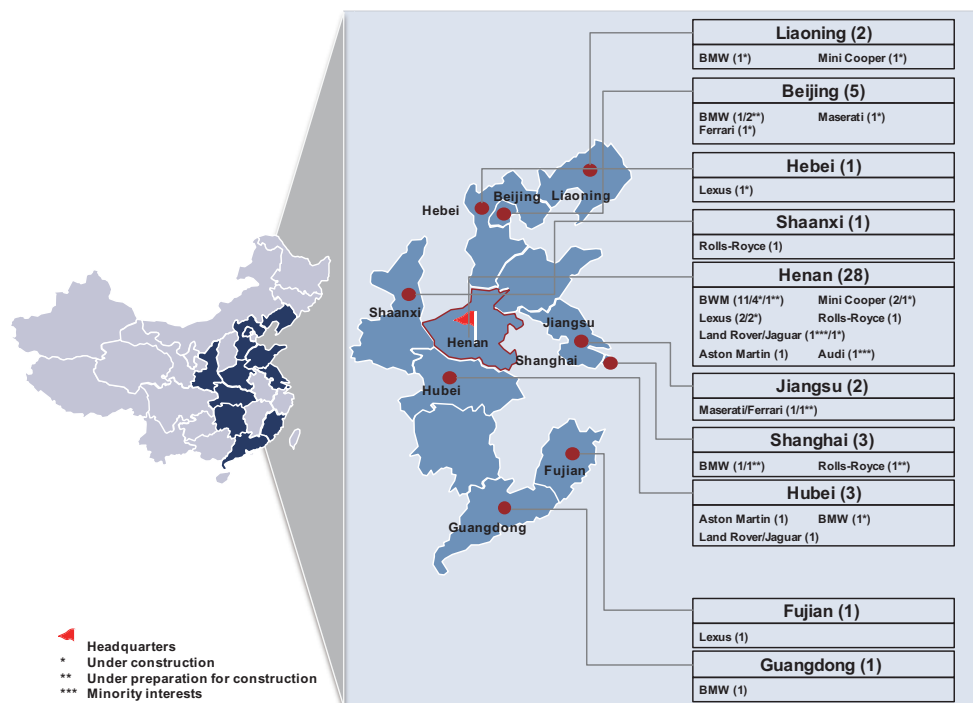 Liaoning (2)
BMW (1*) Mini Cooper (1*)
Beijing (5)
BMW (1/2**) Maserati (1*)
Ferrari (1*)
Hebei (1)
Lexus (1*)
Shaanxi (1)
Rolls-Royce (1)
Henan (28)
BWM (11/4*/1**) Mini Cooper (2/1*)
Lexus (2/2*) Rolls-Royce (1)
Land Rover/Jaguar (1***/1*)
Aston Martin (1) Audi (1***)
Jiangsu (2)
Maserati/Ferrari (1/1**)
Shanghai (3)
BMW (1/1**) Rolls-Royce (1**)
Hubei (3)
Aston Martin (1) BMW (1*)
Land Rover/Jaguar (1)
Fujian (1)
Lexus (1)
Guangdong (1)
BMW (1)
Beijing
Liaoning
Hebei
Shaanxi
Henan
Jiangsu
Shanghai
Hubei
Fujian
Guangdong
Headquarters
* Under construction
** Under preparation for construction
*** Minority interests